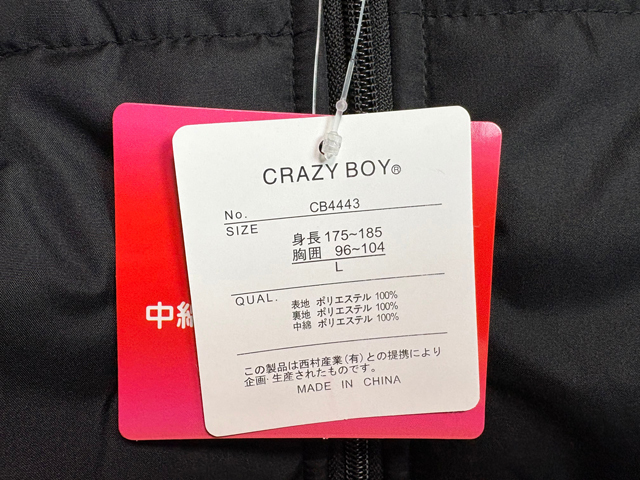 CRAZY BOY®
No. CB4443
SIZE
身長 175~185
胸囲 96~104
L
QUAL.
表地 ポリエステル 100%
裏地 ポリエステル 100%
中綿 ポリエステル 100%
この製品は西村産業(有)との提携により
企画・生産されたものです。
MADE IN CHINA
中綿